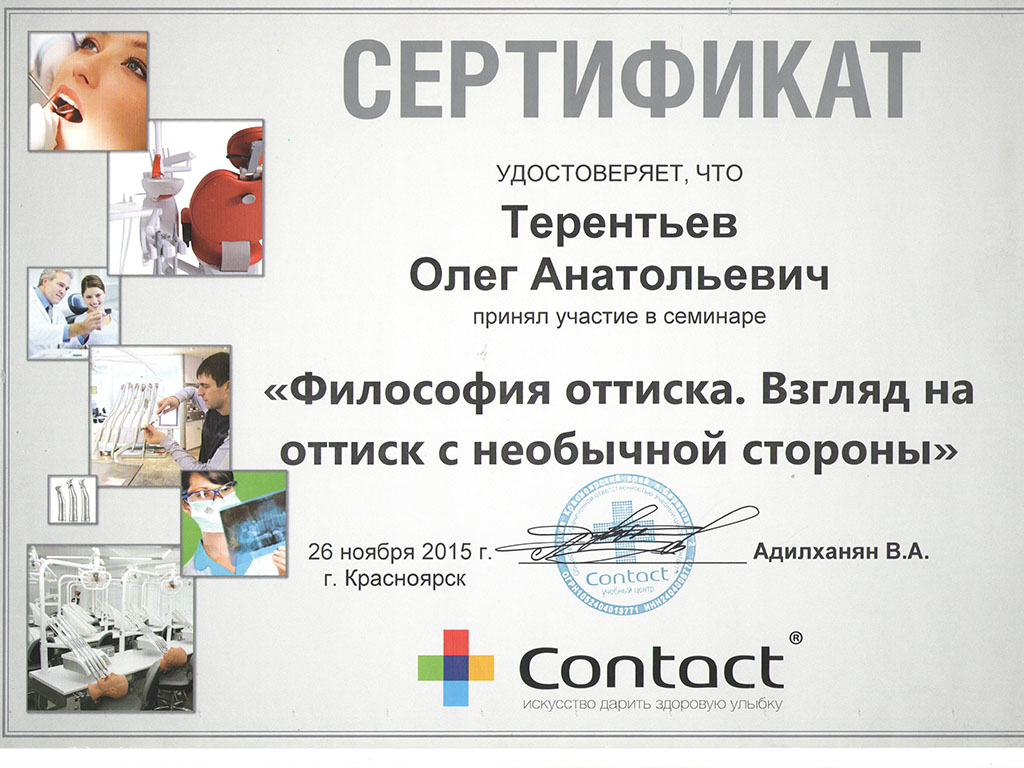 СЕРТИФИКАТ
УДОСТОВЕРЯЕТ, ЧТО
Терентьев
Олег Анатольевич
принял участие в семинаре
«Философия оттиска. Взгляд на
оттиск с необычной стороны»
26 ноября 2015 г.
г. Красноярск
Contact
учебный центр
Адилханян В.А.
Contact®
искусство дарить здоровую улыбку